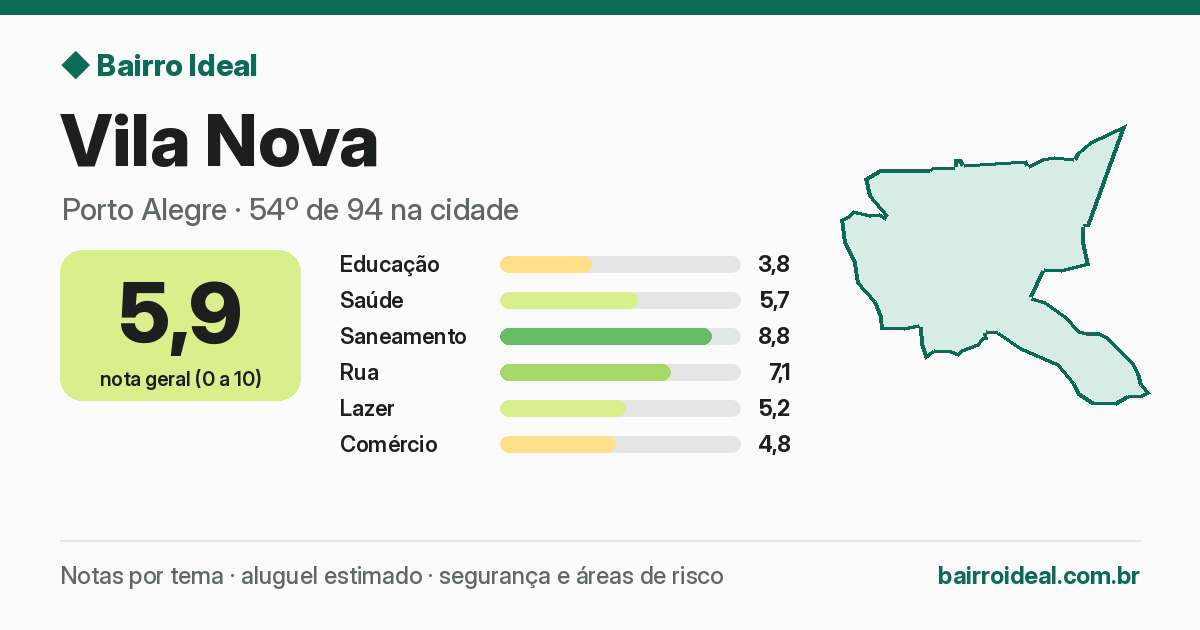 Bairro Ideal
Vila Nova
Porto Alegre · 54º de 94 na cidade
5,9
nota geral (0 a 10)
Educação 3,8
Saúde 5,7
Saneamento 8,8
Rua 7,1
Lazer 5,2
Comércio 4,8
Notas por tema · aluguel estimado · segurança e áreas de risco
bairroideal.com.br